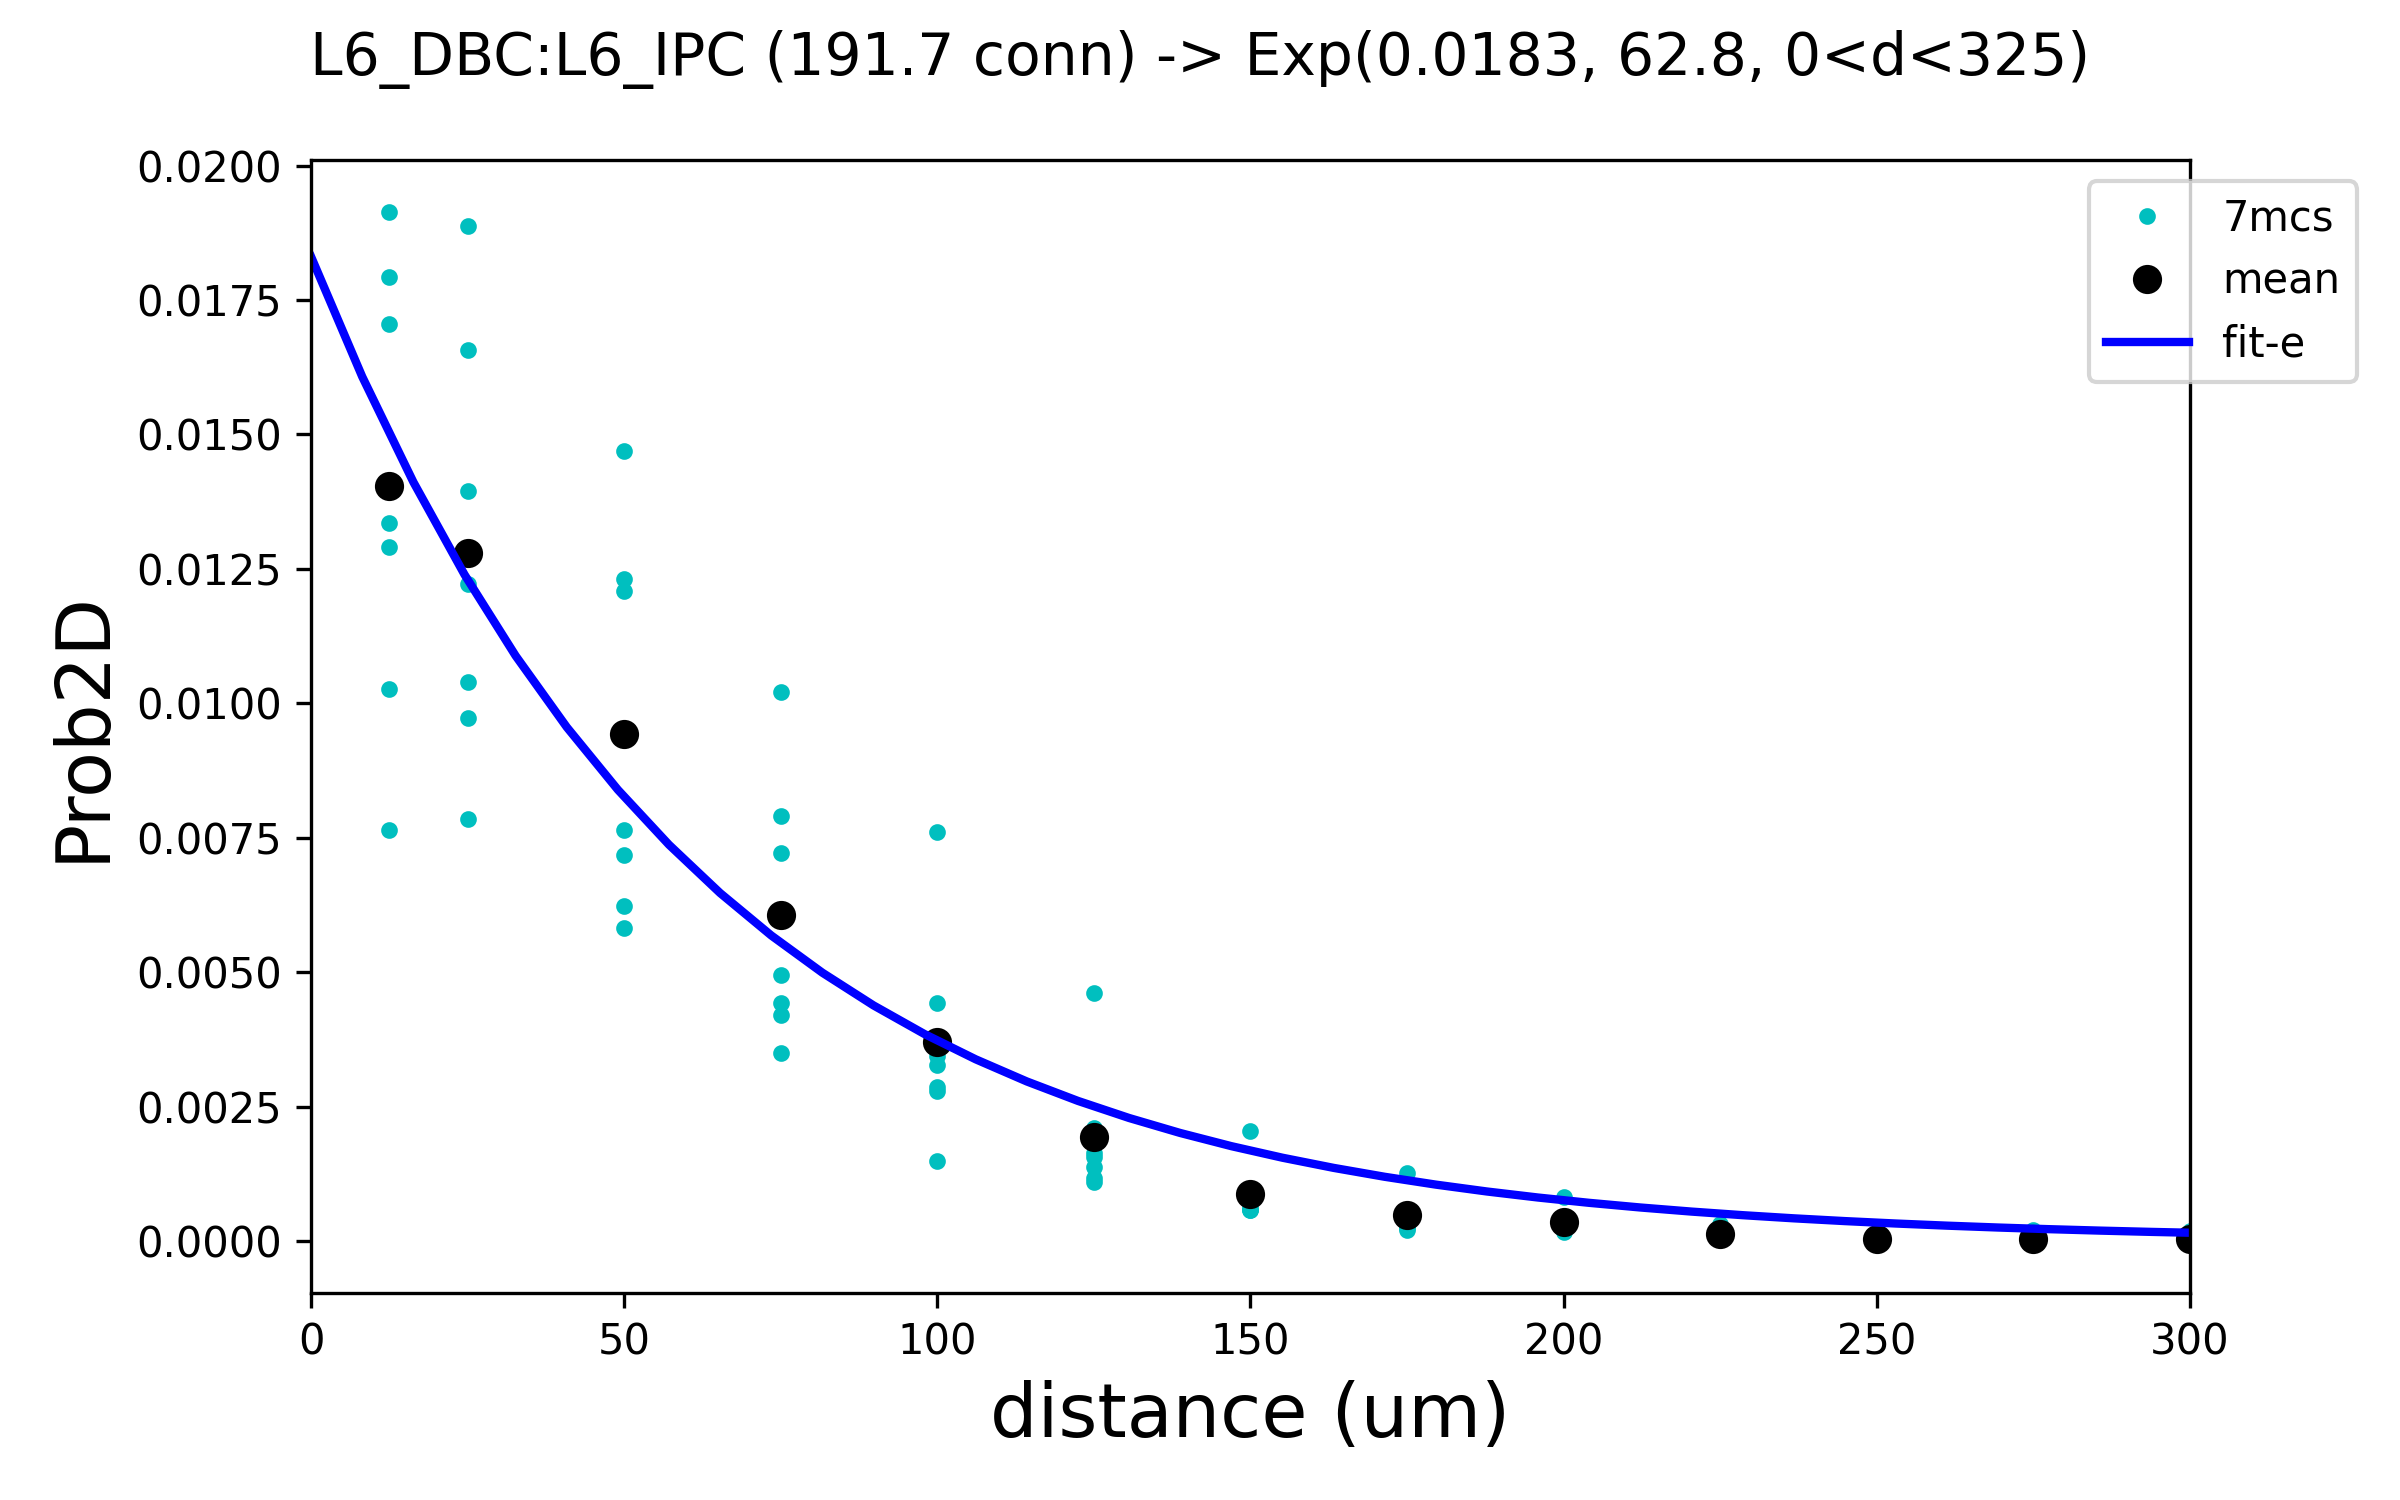 L6_DBC:L6_IPC (191.7 conn) -> Exp(0.0183, 62.8, 0<d<325)
0.0200
0.0175
0.0150
0.0125
0.0100
0.0075
0.0050
0.0025
0.0000
Prob2D
7mcs
mean
fit-e
0 50 100 150 200 250 300
distance (um)